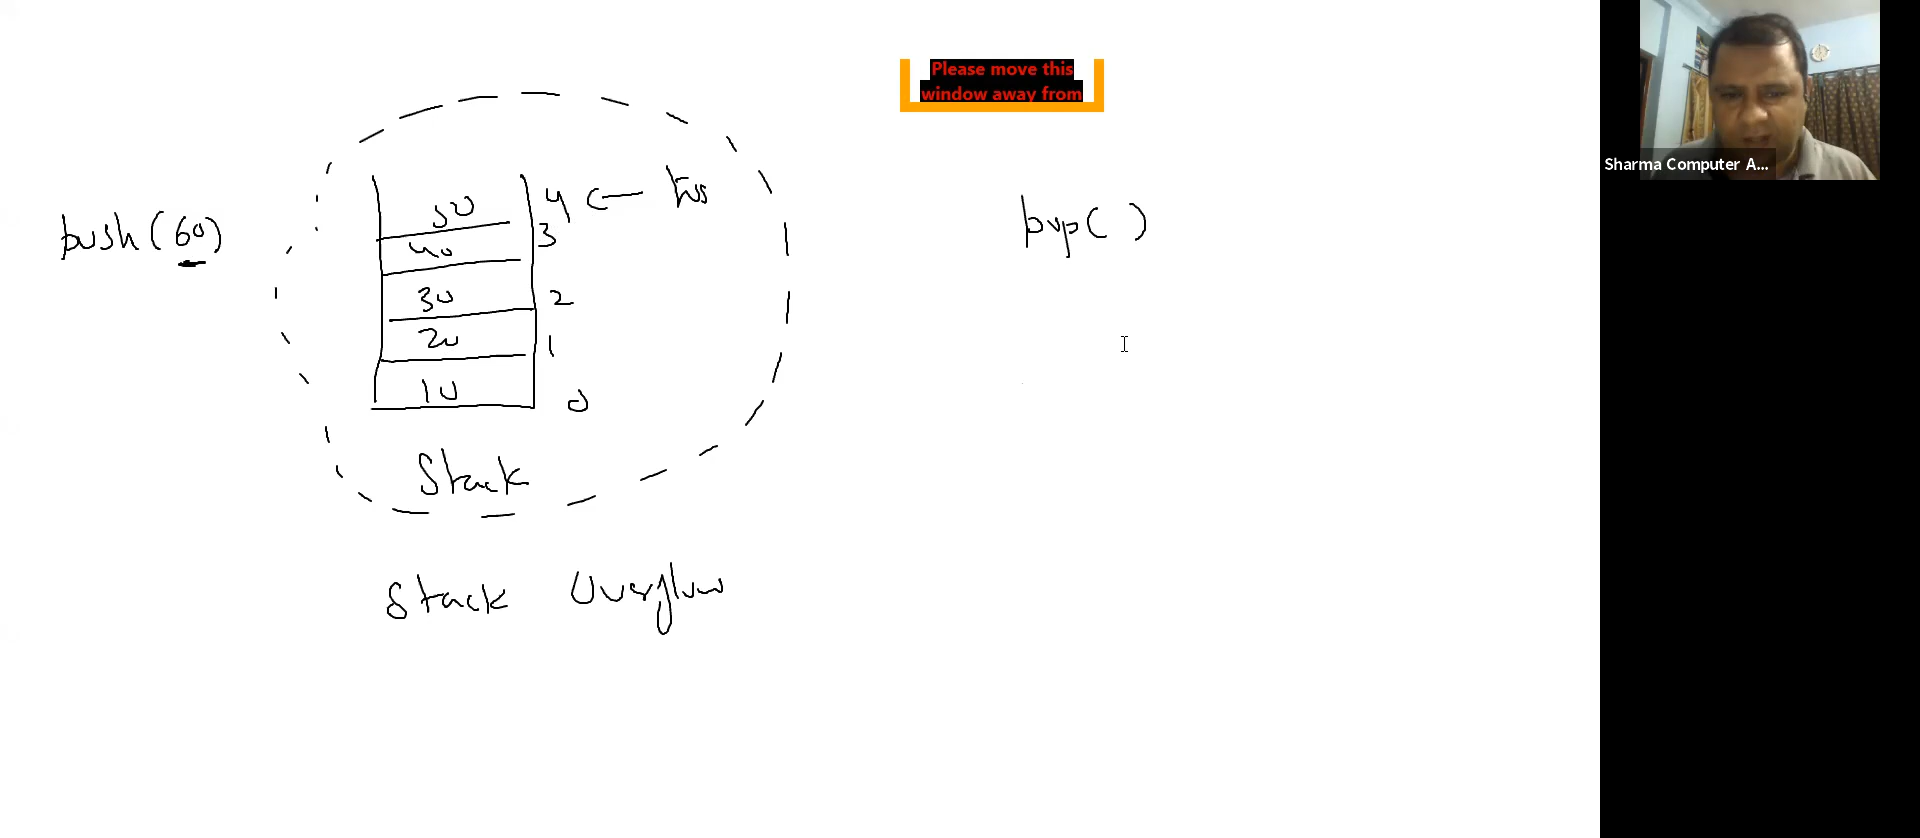 Please move this
window away from
Sharma Computer A...
push(60)
50 4 ←
40 3
30 2
20 1
10 0
pop( )
Stack
Stack Overflow